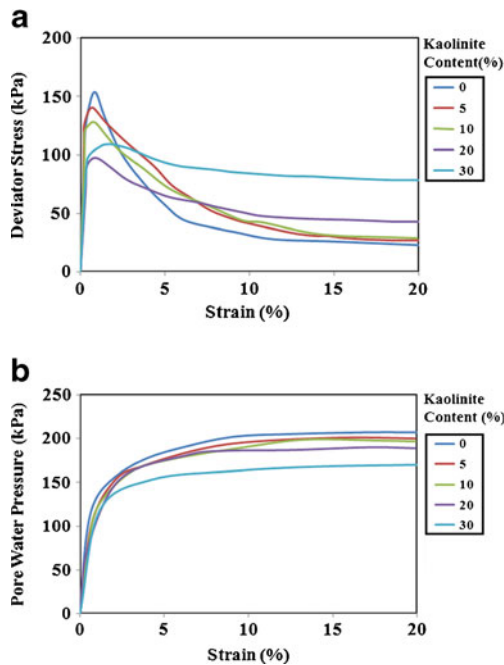 a
Kaolinite
Content(%)
0
5
10
20
30
Deviator Stress (kPa)
200
150
100
50
0
0 5 10 15 20
Strain (%)
b
Kaolinite
Content (%)
0
5
10
20
30
Pore Water Pressure (kPa)
250
200
150
100
50
0
0 5 10 15 20
Strain (%)